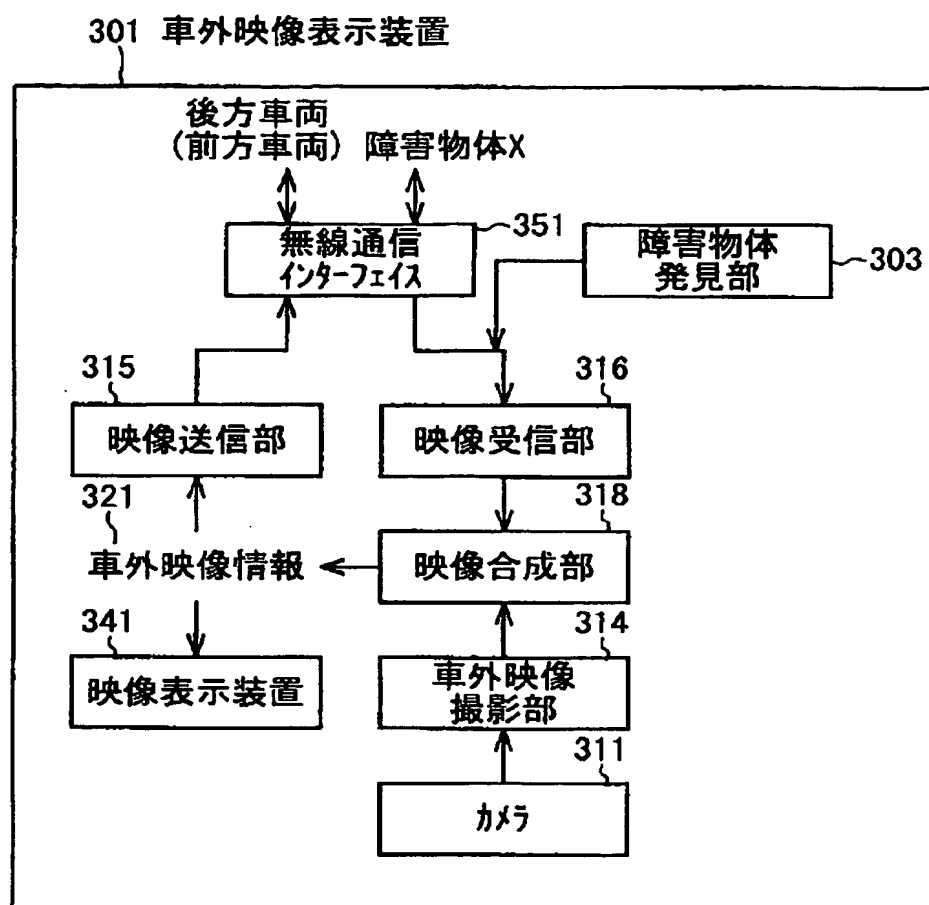 301 車外映像表示装置
後方車両
(前方車両) 障害物体X
無線通信
インターフェイス
351
障害物体
発見部
303
315
映像送信部
316
映像受信部
321
車外映像情報
318
映像合成部
341
映像表示装置
314
車外映像
撮影部
311
カメラ